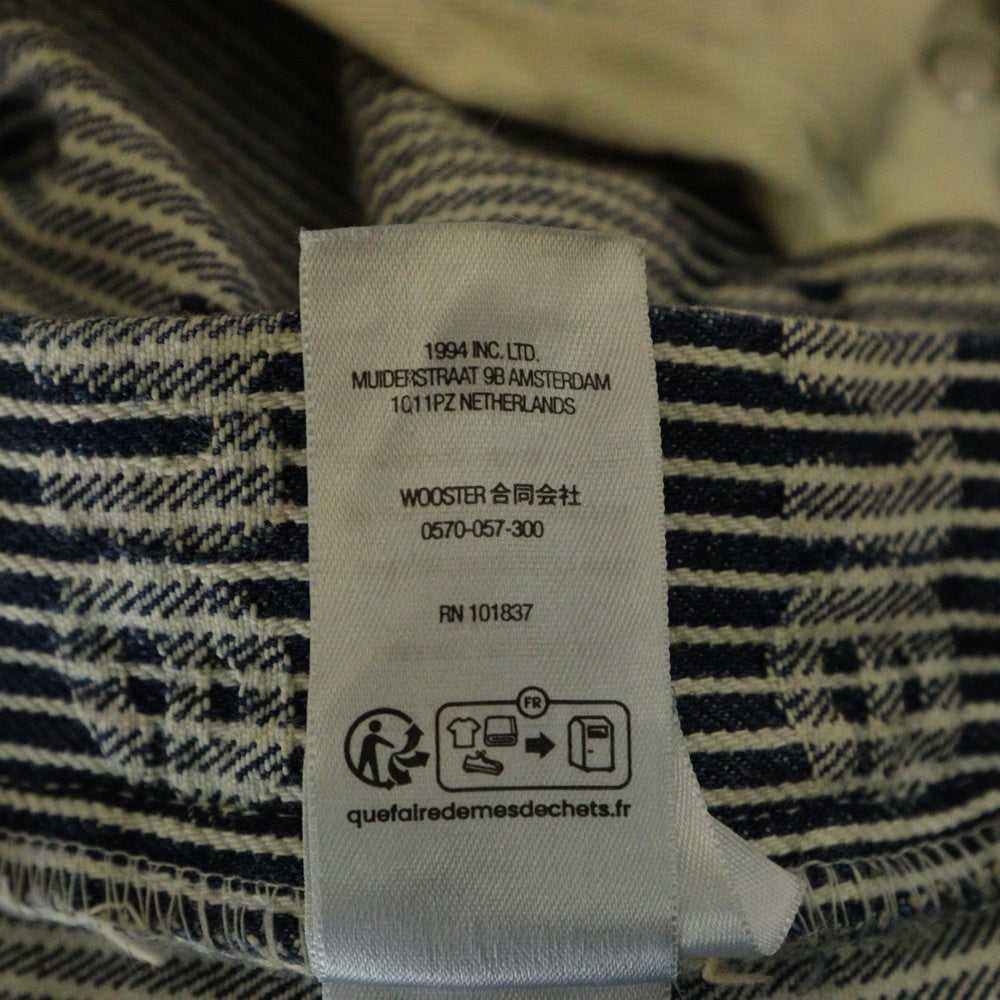 1994 INC. LTD.
MUIDERSTRAAT 9B AMSTERDAM
1011PZ NETHERLANDS
WOOSTER 合同会社
0570-057-300
RN 101837
FR
quefairedemesdechets.fr